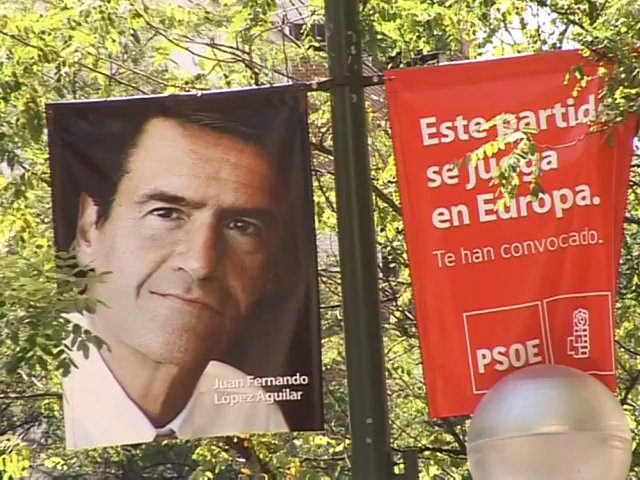 Juan Fernando
López Aguilar
Este partido
se juega
en Europa.
Te han convocado.
PSOE